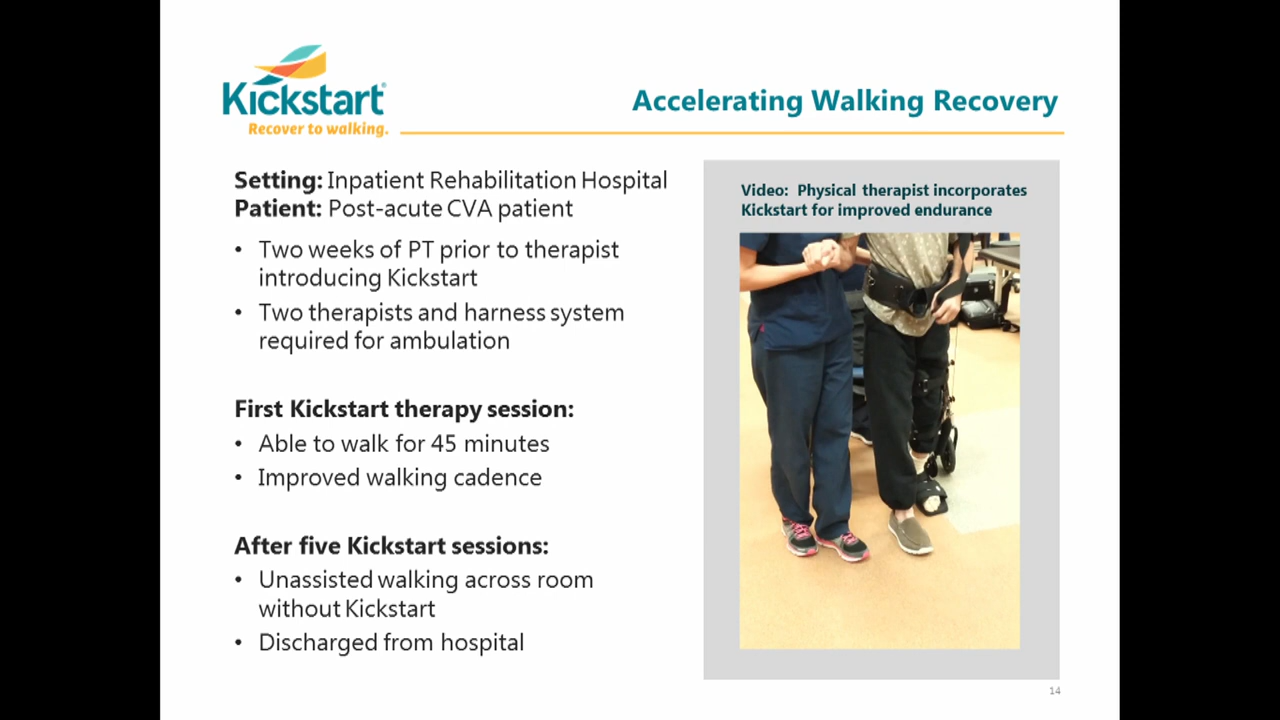 Kickstart®
Recover to walking.
Accelerating Walking Recovery
Setting: Inpatient Rehabilitation Hospital
Patient: Post-acute CVA patient
• Two weeks of PT prior to therapist
introducing Kickstart
• Two therapists and harness system
required for ambulation
First Kickstart therapy session:
• Able to walk for 45 minutes
• Improved walking cadence
After five Kickstart sessions:
• Unassisted walking across room
without Kickstart
• Discharged from hospital
Video: Physical therapist incorporates
Kickstart for improved endurance
14